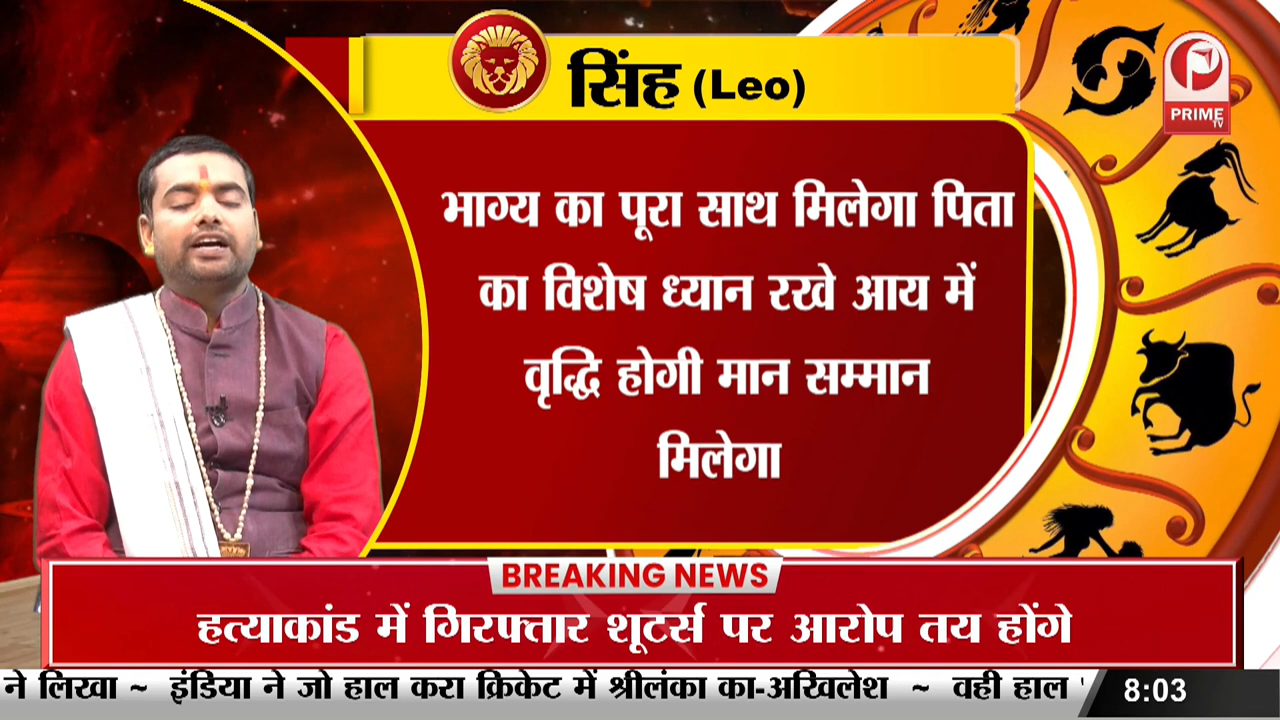 सिंह (Leo)
PRIME
TV
भाग्य का पूरा साथ मिलेगा पिता
का विशेष ध्यान रखे आय में
वृद्धि होगी मान सम्मान
मिलेगा
BREAKING NEWS
हत्याकांड में गिरफ्तार शूटर्स पर आरोप तय होंगे
ने लिखा ~ इंडिया ने जो हाल करा क्रिकेट में श्रीलंका का-अखिलेश ~ वही हाल
8:03